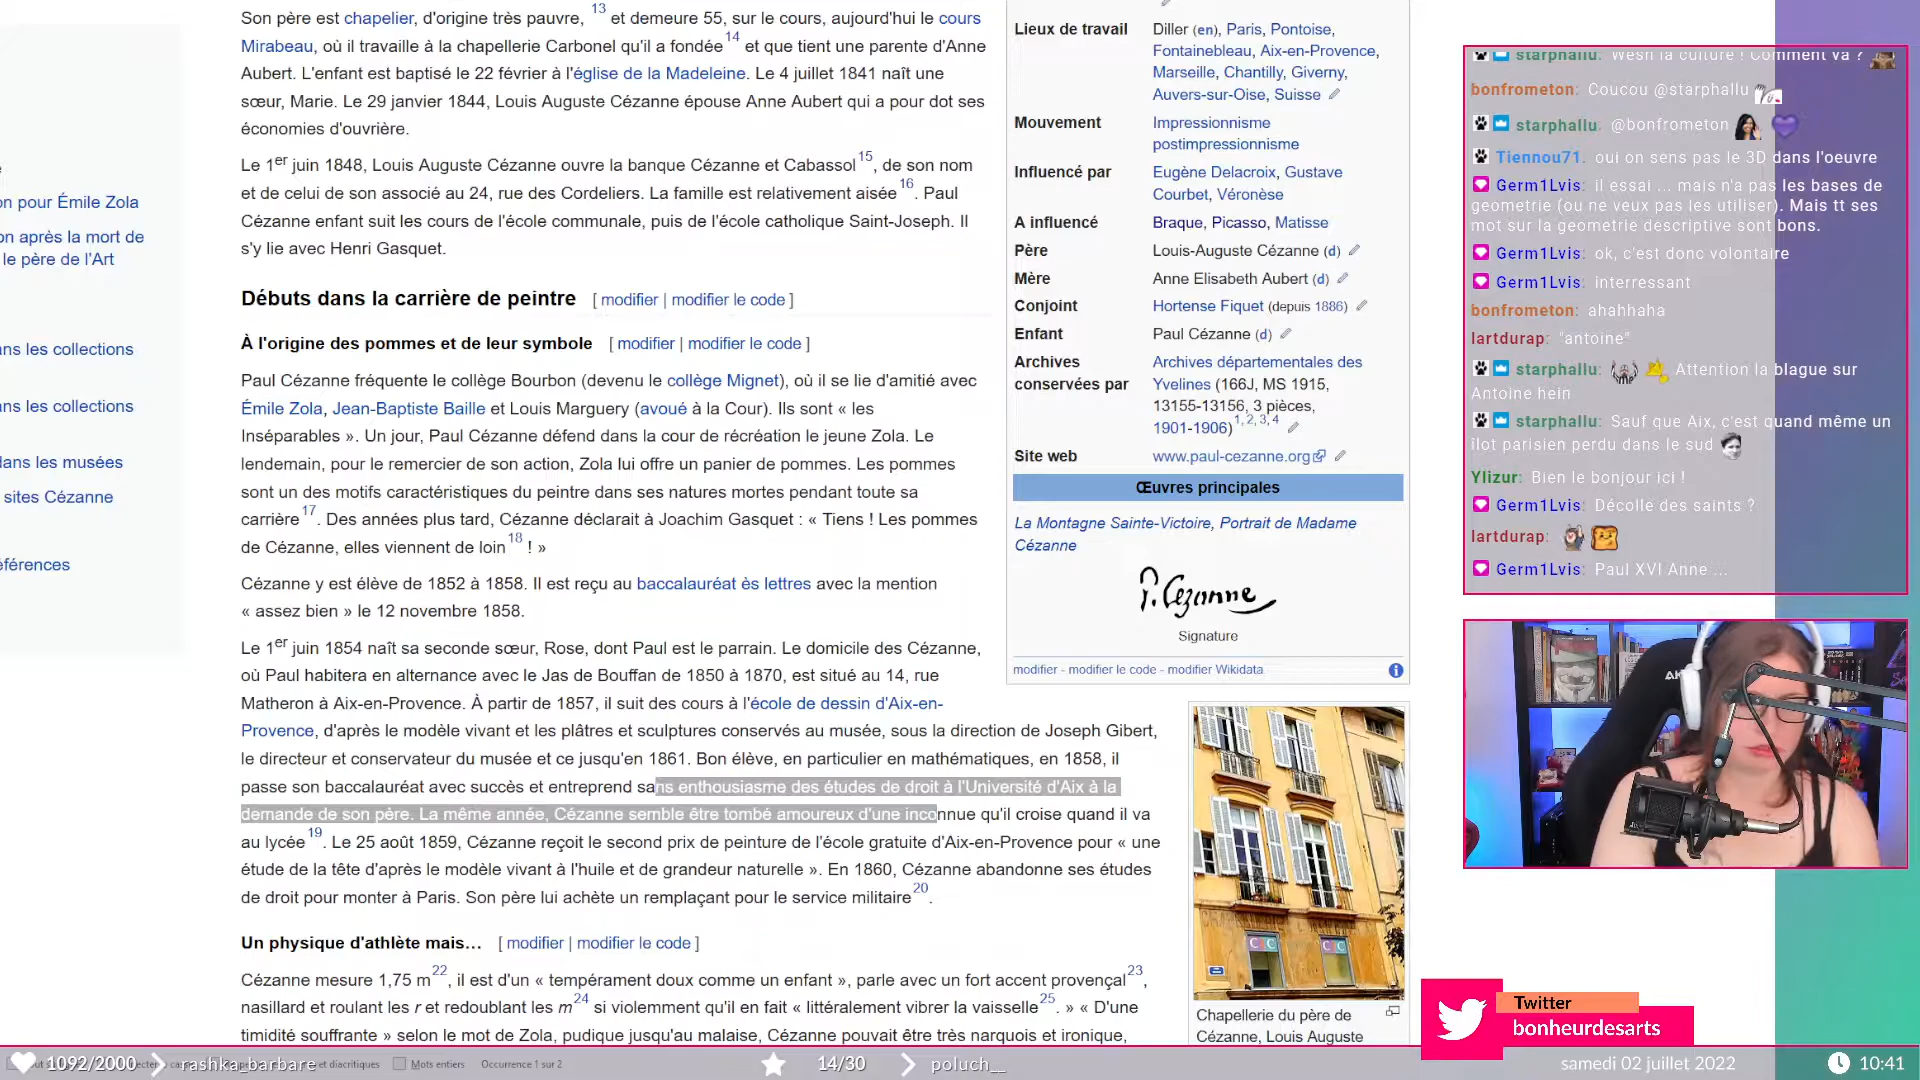 Son père est chapelier, d'origine très pauvre, 13 et demeure 55, sur le cours, aujourd'hui le cours
Mirabeau, où il travaille à la chapellerie Carbonel qu'il a fondée 14 et que tient une parente d'Anne
Aubert. L'enfant est baptisé le 22 février à l'église de la Madeleine. Le 4 juillet 1841 naît une
sœur, Marie. Le 29 janvier 1844, Louis Auguste Cézanne épouse Anne Aubert qui a pour dot ses
économies d'ouvrière.
Le 1er juin 1848, Louis Auguste Cézanne ouvre la banque Cézanne et Cabassol 15, de son nom
et de celui de son associé au 24, rue des Cordeliers. La famille est relativement aisée 16. Paul
Cézanne enfant suit les cours de l'école communale, puis de l'école catholique Saint-Joseph. Il
s'y lie avec Henri Gasquet.
Débuts dans la carrière de peintre [ modifier | modifier le code ]
À l'origine des pommes et de leur symbole [ modifier | modifier le code ]
Paul Cézanne fréquente le collège Bourbon (devenu le collège Mignet), où il se lie d'amitié avec
Émile Zola, Jean-Baptiste Baille et Louis Marguery (avoué à la Cour). Ils sont « les
Inséparables ». Un jour, Paul Cézanne défend dans la cour de récréation le jeune Zola. Le
lendemain, pour le remercier de son action, Zola lui offre un panier de pommes. Les pommes
sont un des motifs caractéristiques du peintre dans ses natures mortes pendant toute sa
carrière 17. Des années plus tard, Cézanne déclarait à Joachim Gasquet : « Tiens ! Les pommes
de Cézanne, elles viennent de loin 18 ! »
Cézanne y est élève de 1852 à 1858. Il est reçu au baccalauréat ès lettres avec la mention
« assez bien » le 12 novembre 1858.
Le 1er juin 1854 naît sa seconde sœur, Rose, dont Paul est le parrain. Le domicile des Cézanne,
où Paul habitera en alternance avec le Jas de Bouffan de 1850 à 1870, est situé au 14, rue
Matheron à Aix-en-Provence. À partir de 1857, il suit des cours à l'école de dessin d'Aix-en-
Provence, d'après le modèle vivant et les plâtres et sculptures conservés au musée, sous la direction de Joseph Gibert,
le directeur et conservateur du musée et ce jusqu'en 1861. Bon élève, en particulier en mathématiques, en 1858, il
passe son baccalauréat avec succès et entreprend sans enthousiasme des études de droit à l'Université d'Aix à la
demande de son père. La même année, Cézanne semble être tombé amoureux d'une inconnue qu'il croise quand il va
au lycée 19. Le 25 août 1859, Cézanne reçoit le second prix de peinture de l'école gratuite d'Aix-en-Provence pour « une
étude de la tête d'après le modèle vivant à l'huile et de grandeur naturelle ». En 1860, Cézanne abandonne ses études
de droit pour monter à Paris. Son père lui achète un remplaçant pour le service militaire 20.
Un physique d'athlète mais… [ modifier | modifier le code ]
Cézanne mesure 1,75 m 22, il est d'un « tempérament doux comme un enfant », parle avec un fort accent provençal 23,
nasillard et roulant les r et redoublant les m 24 si violemment qu'il en fait « littéralement vibrer la vaisselle 25. » « D'une
timidité souffrante » selon le mot de Zola, pudique jusqu'au malaise, Cézanne pouvait être très narquois et ironique,
on pour Émile Zola
on après la mort de
le père de l'Art
ans les collections
ans les collections
dans les musées
sites Cézanne
éférences
Lieux de travail Diller (en), Paris, Pontoise,
Fontainebleau, Aix-en-Provence,
Marseille, Chantilly, Giverny,
Auvers-sur-Oise, Suisse
Mouvement Impressionnisme
postimpressionnisme
Influencé par Eugène Delacroix, Gustave
Courbet, Véronèse
A influencé Braque, Picasso, Matisse
Père Louis-Auguste Cézanne (d)
Mère Anne Elisabeth Aubert (d)
Conjoint Hortense Fiquet (depuis 1886)
Enfant Paul Cézanne (d)
Archives Archives départementales des
conservées par Yvelines (166J, MS 1915,
13155-13156, 3 pièces,
1901-1906) 1, 2, 3, 4
Site web www.paul-cezanne.org
Œuvres principales
La Montagne Sainte-Victoire, Portrait de Madame
Cézanne
P. Cezanne
Signature
modifier - modifier le code - modifier Wikidata
CIC CIC
Chapellerie du père de
Cézanne, Louis Auguste
starphallu: Wesh la culture ! Comment va ?
bonfrometon: Coucou @starphallu
starphallu: @bonfrometon
Tiennou71: oui on sens pas le 3D dans l'oeuvre
Germ1Lvis: il essai ... mais n'a pas les bases de
geometrie (ou ne veux pas les utiliser). Mais tt ses
mot sur la geometrie descriptive sont bons.
Germ1Lvis: ok, c'est donc volontaire
Germ1Lvis: interressant
bonfrometon: ahahhaha
lartdurap: "antoine"
starphallu: Attention la blague sur
Antoine hein
starphallu: Sauf que Aix, c'est quand même un
îlot parisien perdu dans le sud
Ylizur: Bien le bonjour ici !
Germ1Lvis: Décolle des saints ?
lartdurap:
Germ1Lvis: Paul XVI Anne ...
AK
Twitter
bonheurdesarts
1092/2000 rashka_barbare
diacritiques Mots entiers Occurrence 1 sur 2
14/30 poluch__
samedi 02 juillet 2022 10:41